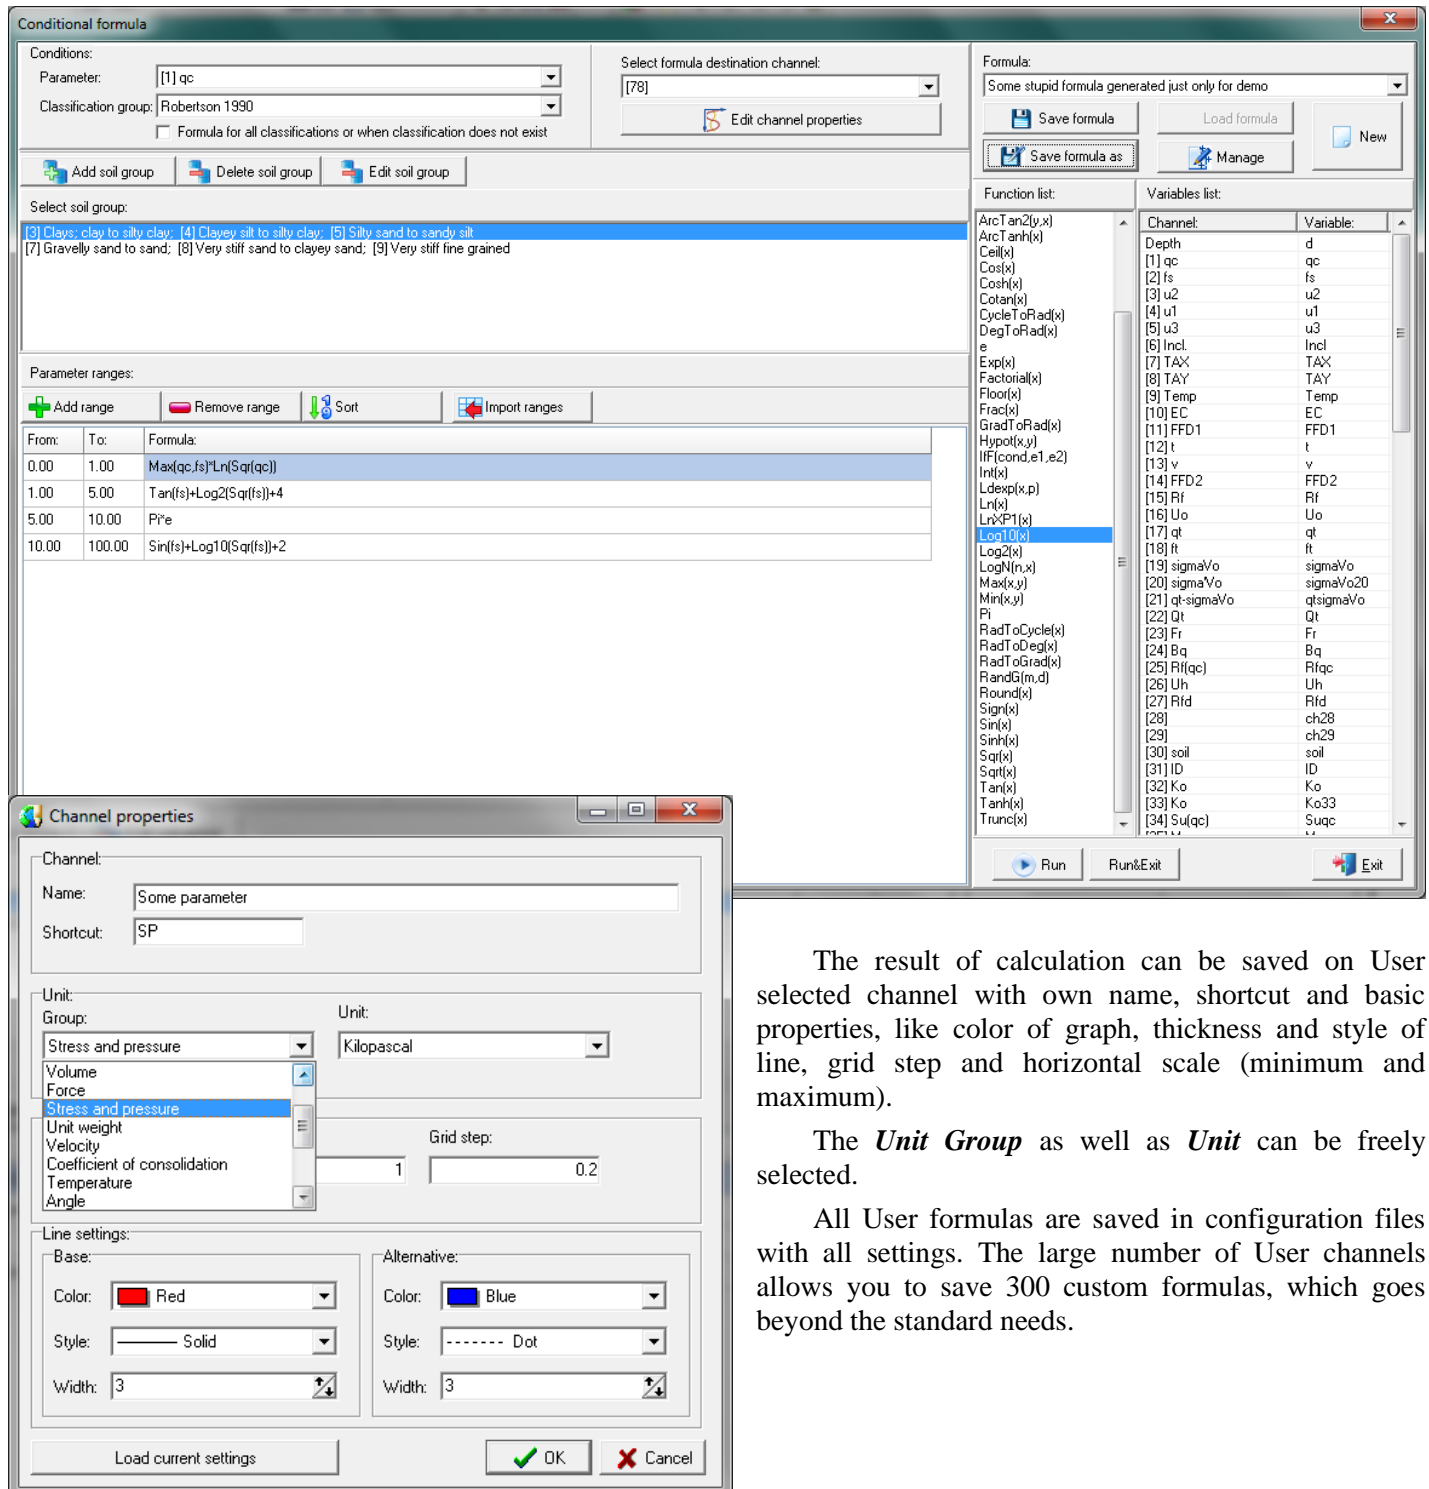 Conditional formula
Conditions:
Parameter: [1] qc
Classification group: Robertson 1990
Formula for all classifications or when classification does not exist
Select formula destination channel:
[78]
Edit channel properties
Add soil group Delete soil group Edit soil group
Select soil group:
[3] Clays; clay to silty clay; [4] Clayey silt to silty clay; [5] Silty sand to sandy silt
[7] Gravelly sand to sand; [8] Very stiff sand to clayey sand; [9] Very stiff fine grained
Parameter ranges:
Add range Remove range Sort Import ranges
From: To: Formula:
0.00 1.00 Max(qc,fs)*Ln(Sqr(qc))
1.00 5.00 Tan(fs)+Log2(Sqr(fs))+4
5.00 10.00 Pi*e
10.00 100.00 Sin(fs)+Log10(Sqr(fs))+2
Formula:
Some stupid formula generated just only for demo
Save formula Load formula New
Save formula as Manage
Function list:
ArcTan2(y,x)
ArcTanh(x)
Ceil(x)
Cos(x)
Cosh(x)
Cotan(x)
CycleToRad(x)
DegToRad(x)
e
Exp(x)
Factorial(x)
Floor(x)
Frac(x)
GradToRad(x)
Hypot(x,y)
IfF(cond,e1,e2)
Int(x)
Ldexp(x,p)
Ln(x)
LnXP1(x)
Log10(x)
Log2(x)
LogN(n,x)
Max(x,y)
Min(x,y)
Pi
RadToCycle(x)
RadToDeg(x)
RadToGrad(x)
RandG(m,d)
Round(x)
Sign(x)
Sin(x)
Sinh(x)
Sqr(x)
Sqrt(x)
Tan(x)
Tanh(x)
Trunc(x)
Variables list:
Channel: Variable:
Depth d
[1] qc qc
[2] fs fs
[3] u2 u2
[4] u1 u1
[5] u3 u3
[6] Incl. Incl
[7] TAX TAX
[8] TAY TAY
[9] Temp Temp
[10] EC EC
[11] FFD1 FFD1
[12] t t
[13] v v
[14] FFD2 FFD2
[15] Rf Rf
[16] Uo Uo
[17] qt qt
[18] ft ft
[19] sigmaVo sigmaVo
[20] sigma'Vo sigmaVo20
[21] qt-sigmaVo qtsigmaVo
[22] Qt Qt
[23] Fr Fr
[24] Bq Bq
[25] Rf(qc) Rfqc
[26] Uh Uh
[27] Rfd Rfd
[28] ch28
[29] ch29
[30] soil soil
[31] ID ID
[32] Ko Ko
[33] Ko Ko33
[34] Su(qc) Suqc
Run Run&Exit Exit
Channel properties
Channel:
Name: Some parameter
Shortcut: SP
Unit:
Group: Unit:
Stress and pressure Kilopascal
Volume
Force
Stress and pressure
Unit weight
Velocity
Coefficient of consolidation
Temperature
Angle
Grid step:
1 0.2
Line settings:
Base: Alternative:
Color: Red Color: Blue
Style: Solid Style: Dot
Width: 3 Width: 3
Load current settings OK Cancel
The result of calculation can be saved on User
selected channel with own name, shortcut and basic
properties, like color of graph, thickness and style of
line, grid step and horizontal scale (minimum and
maximum).
The Unit Group as well as Unit can be freely
selected.
All User formulas are saved in configuration files
with all settings. The large number of User channels
allows you to save 300 custom formulas, which goes
beyond the standard needs.